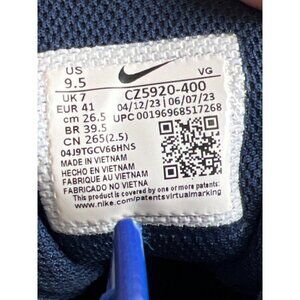 US
9.5
VG
UK 7
CZ5920-400
EUR 41
04/12/23 | 06/07/23
cm 26.5
UPC 00196968517268
BR 39.5
CN 265(2.5)
04J9TGCV66HNS
MADE IN VIETNAM
HECHO EN VIETNAM
FABRIQUE AU VIETNAM
FABRICADO NO VIETNA
This product is covered by one or more patents:
www.nike.com/patentsvirtualmarking